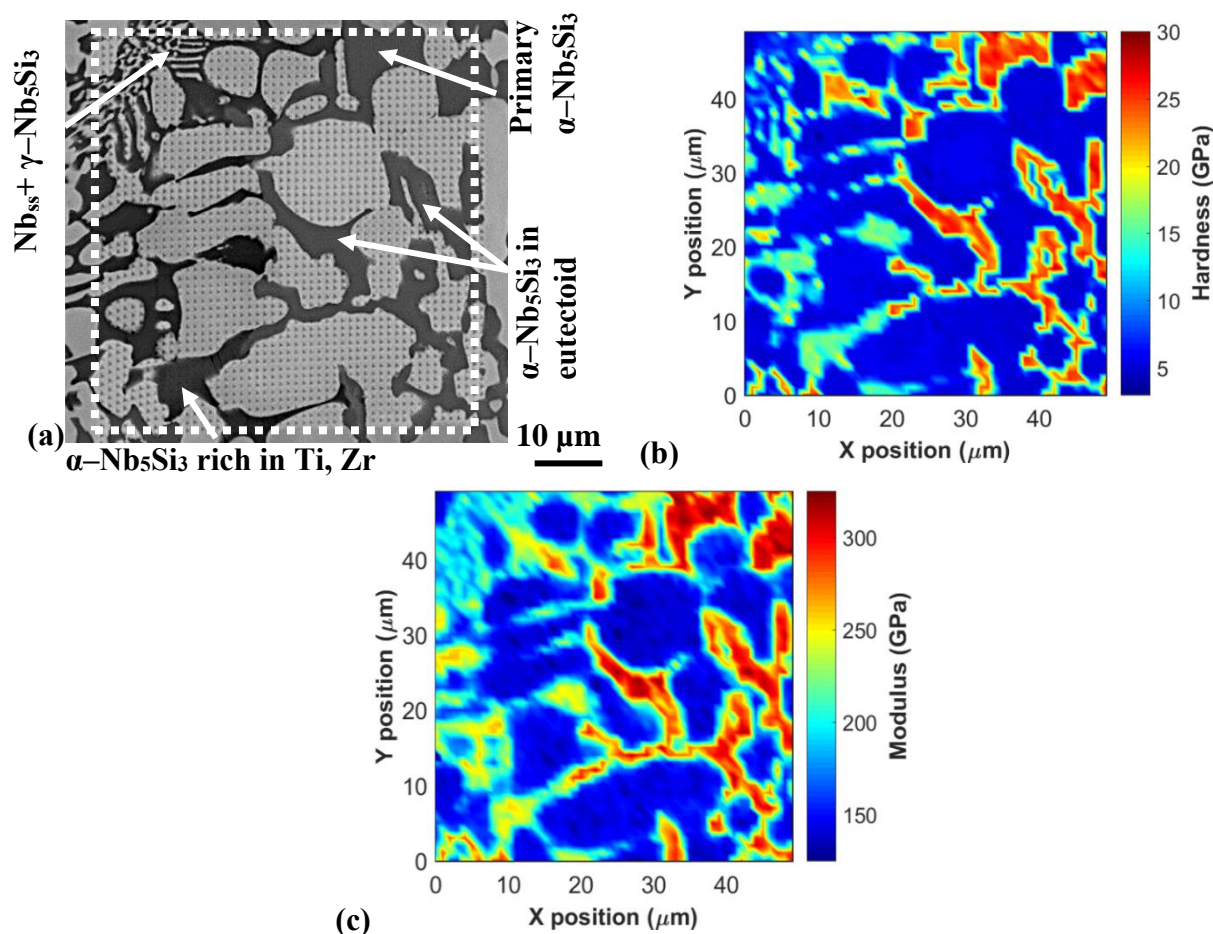 (a)
Nb₅ₛ + γ–Nb₅Si₃
Primary
α–Nb₅Si₃
α–Nb₅Si₃ in
eutectoid
α–Nb₅Si₃ rich in Ti, Zr
10 μm
(b)
Y position (μm)
40
30
20
10
0
0
10
20
30
40
X position (μm)
30
25
20
15
10
5
Hardness (GPa)
(c)
Y position (μm)
40
30
20
10
0
0
10
20
30
40
X position (μm)
300
250
200
150
Modulus (GPa)